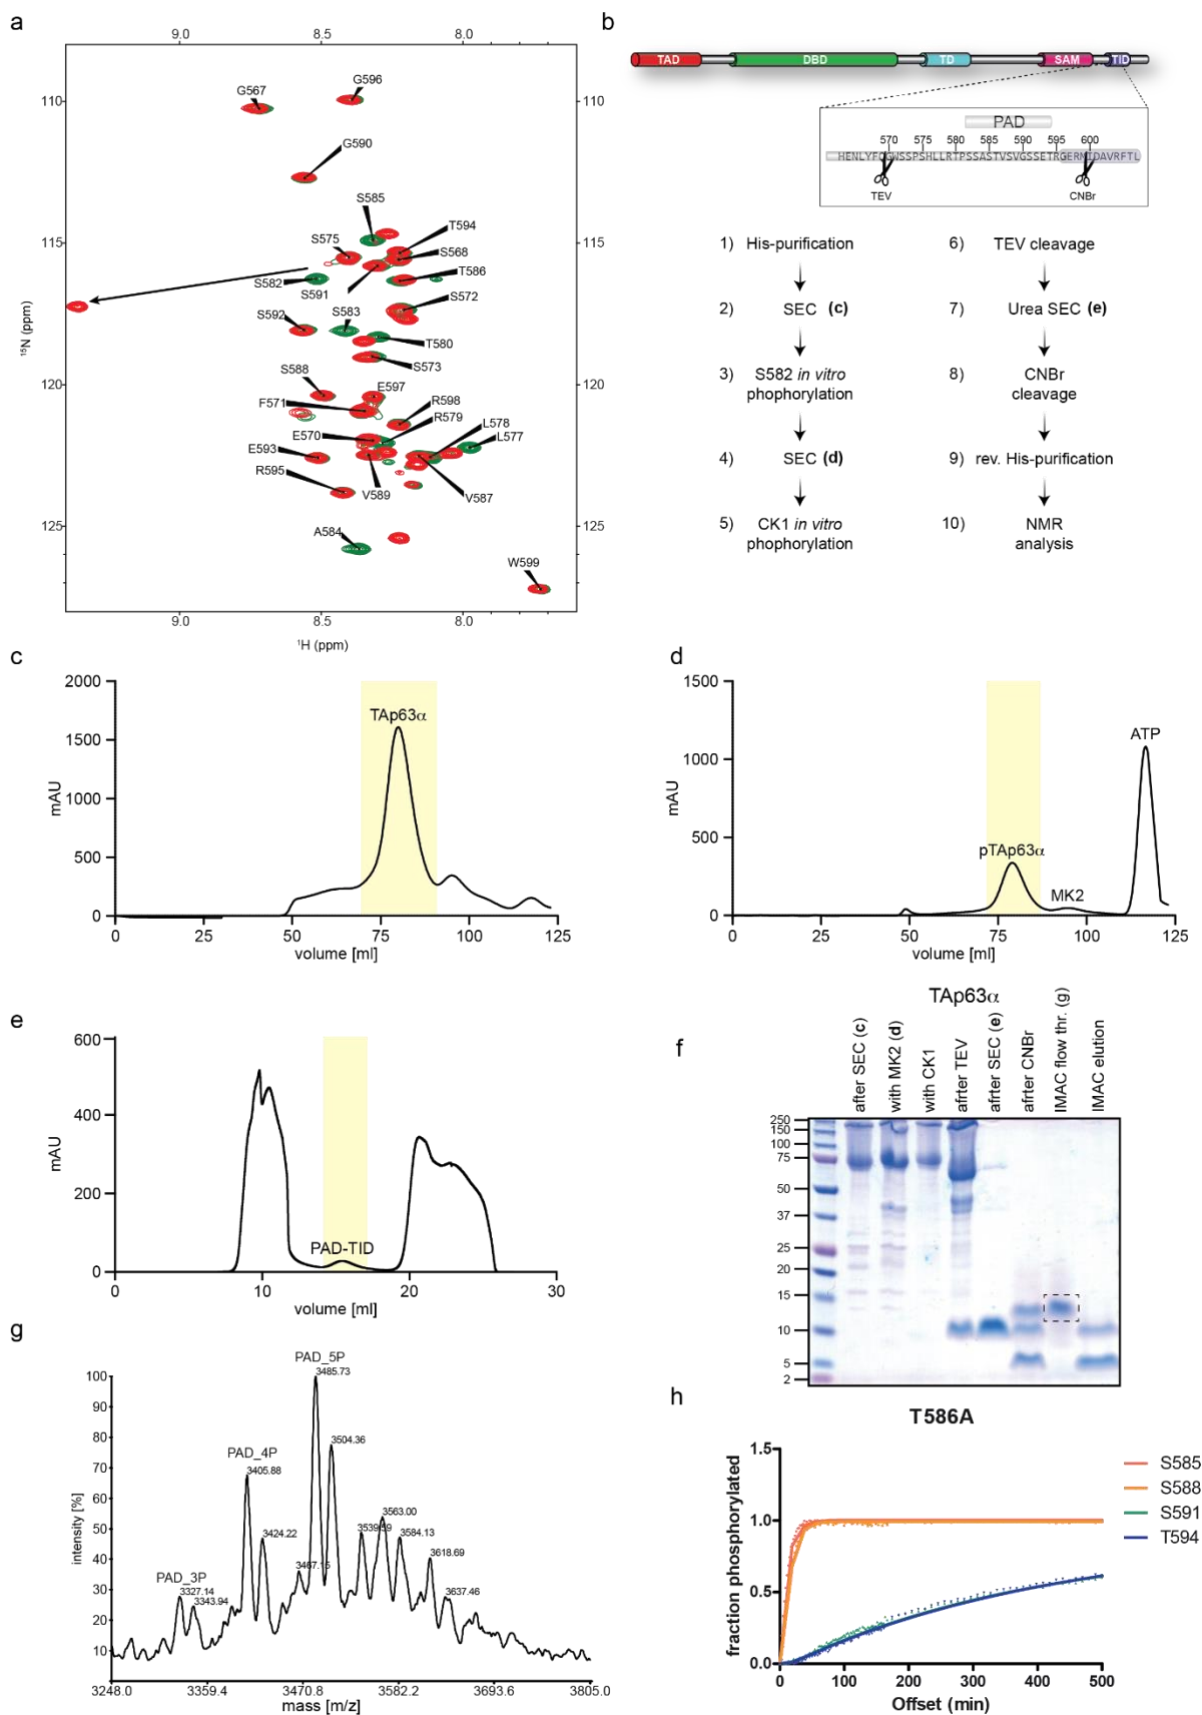 a
9.0 8.5 8.0
110
115
120
125
15N (ppm)
G596
G567
G590
S585
S575
T594
S568
S582
S591
T586
S572
S592
S583
T580
S573
S588
E597
F571
R598
R579
E570
L578
L577
E593
R595
V589
V587
A584
W599
110
115
120
125
9.0 8.5 8.0
1H (ppm)
b
TAD DBD TD SAM TID
PAD
570 575 580 585 590 595 600
TEV CNBr
1) His-purification
2) SEC (c)
3) S582 in vitro
phophorylation
4) SEC (d)
5) CK1 in vitro
phophorylation
6) TEV cleavage
7) Urea SEC (e)
8) CNBr
cleavage
9) rev. His-purification
10) NMR
analysis
c
2000
1500
1000
500
0
mAU
TAp63α
0 25 50 75 100 125
volume [ml]
d
1500
1000
500
0
mAU
ATP
pTAp63α
MK2
0 25 50 75 100 123
volume [ml]
e
600
400
200
0
mAU
PAD-TID
0 10 20 30
volume [ml]
f
TAp63α
after SEC (c)
with MK2 (d)
with CK1
afrter TEV
afrter SEC (e)
afrter CNBr
IMAC flow thr. (g)
IMAC elution
250
150
100
75
50
37
25
20
15
10
5
2
g
100
90
80
70
60
50
40
30
20
10
intensity [%]
PAD_5P
3485.73
3504.36
PAD_4P
3405.88
3424.22
3563.00
3584.13
3618.69
PAD_3P
3327.14
3343.94
3637.46
3248.0 3359.4 3470.8 3582.2 3693.6 3805.0
mass [m/z]
h
T586A
1.5
1.0
0.5
0.0
fraction phosphorylated
S585
S588
S591
T594
0 100 200 300 400 500
Offset (min)